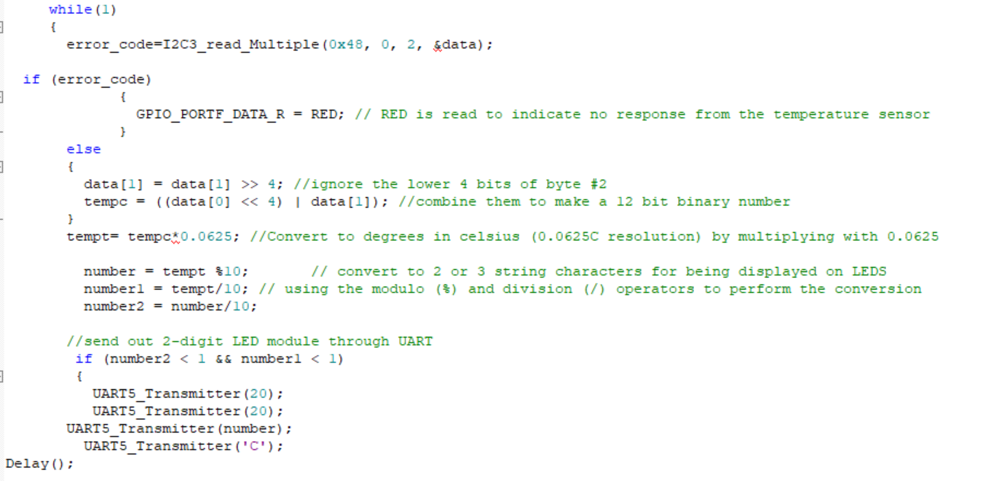 while(1)
{
error_code=I2C3_read_Multiple(0x48, 0, 2, &data);
if (error_code)
{
GPIO_PORTF_DATA_R = RED; // RED is read to indicate no response from the temperature sensor
}
else
{
data[1] = data[1] >> 4; //ignore the lower 4 bits of byte #2
tempc = ((data[0] << 4) | data[1]); //combine them to make a 12 bit binary number
}
tempt= tempc*0.0625; //Convert to degrees in celsius (0.0625C resolution) by multiplying with 0.0625
number = tempt %10; // convert to 2 or 3 string characters for being displayed on LEDS
number1 = tempt/10; // using the modulo (%) and division (/) operators to perform the conversion
number2 = number/10;
//send out 2-digit LED module through UART
if (number2 < 1 && number1 < 1)
{
UART5_Transmitter(20);
UART5_Transmitter(20);
UART5_Transmitter(number);
UART5_Transmitter('C');
Delay();